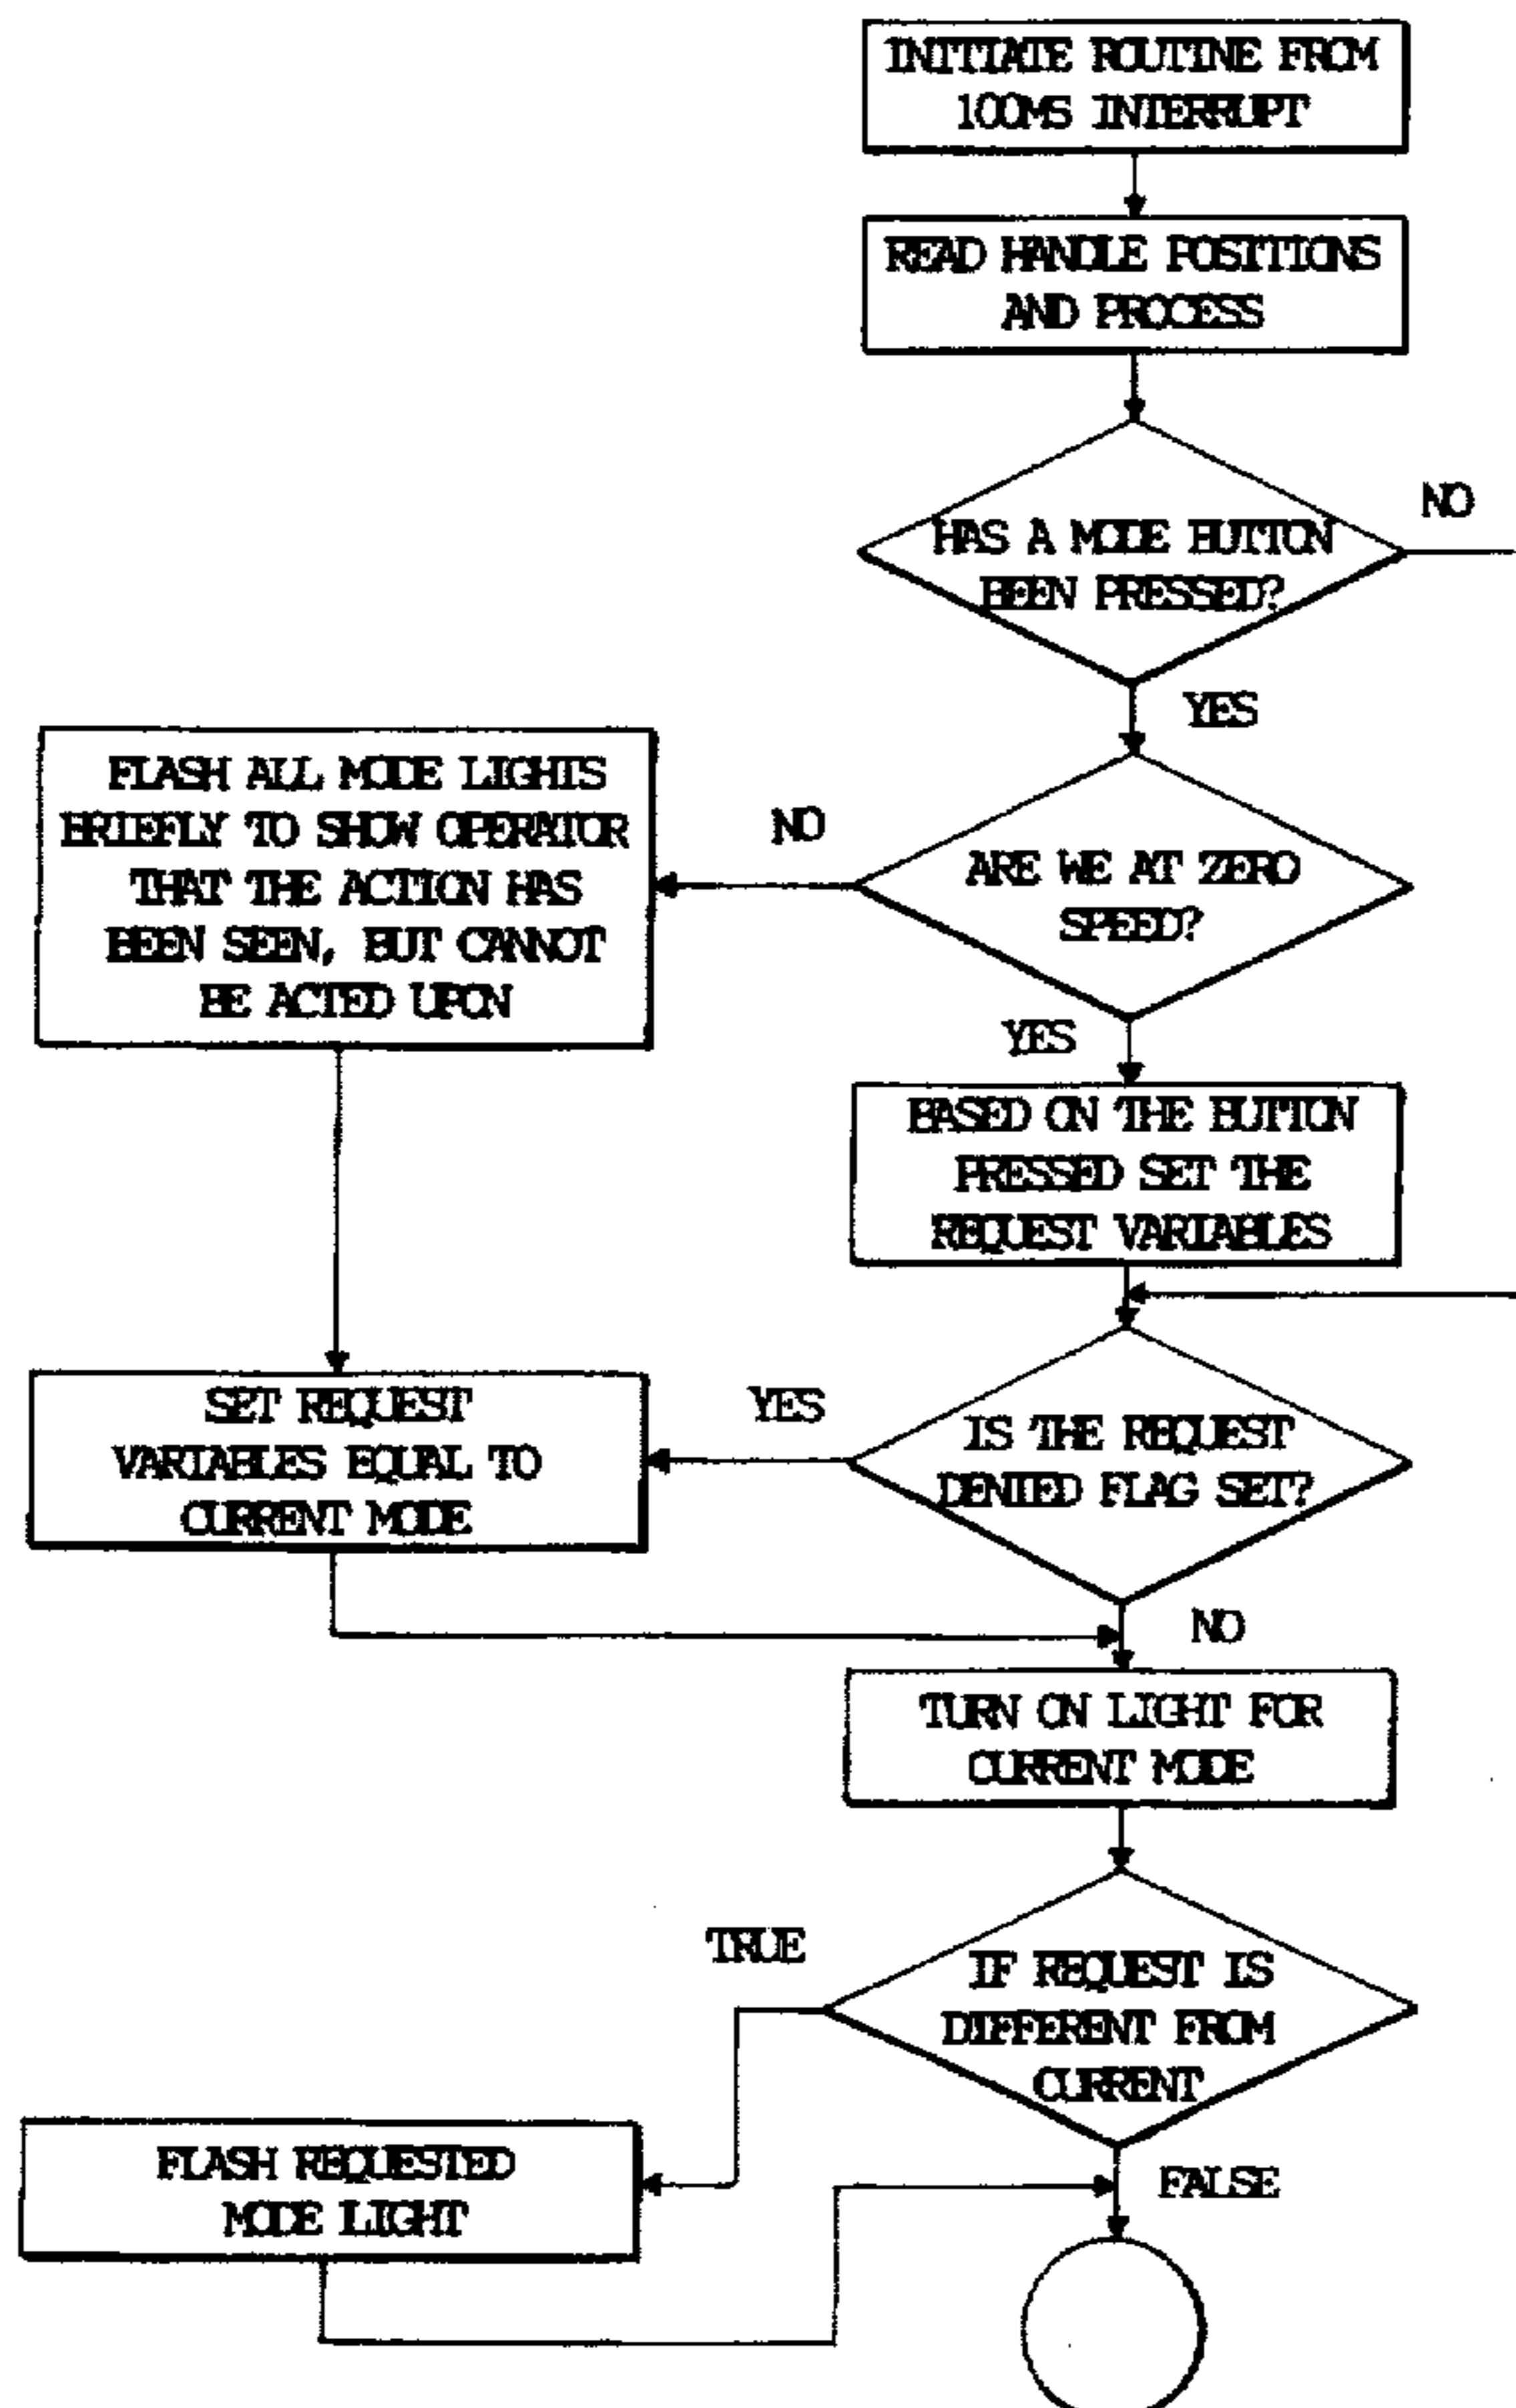 INITIATE ROUTINE FROM
100MS INTERRUPT
READ HANDLE POSITIONS
AND PROCESS
HAS A MODE BUTTON
BEEN PRESSED?
NO
YES
ARE WE AT ZERO
SPEED?
NO
FLASH ALL MODE LIGHTS
BRIEFLY TO SHOW OPERATOR
THAT THE ACTION HAS
BEEN SEEN, BUT CANNOT
BE ACTED UPON
YES
BASED ON THE BUTTON
PRESSED SET THE
REQUEST VARIABLES
IS THE REQUEST
DENIED FLAG SET?
YES
SET REQUEST
VARIABLES EQUAL TO
CURRENT MODE
NO
TURN ON LIGHT FOR
CURRENT MODE
IF REQUEST IS
DIFFERENT FROM
CURRENT
TRUE
FLASH REQUESTED
MODE LIGHT
FALSE